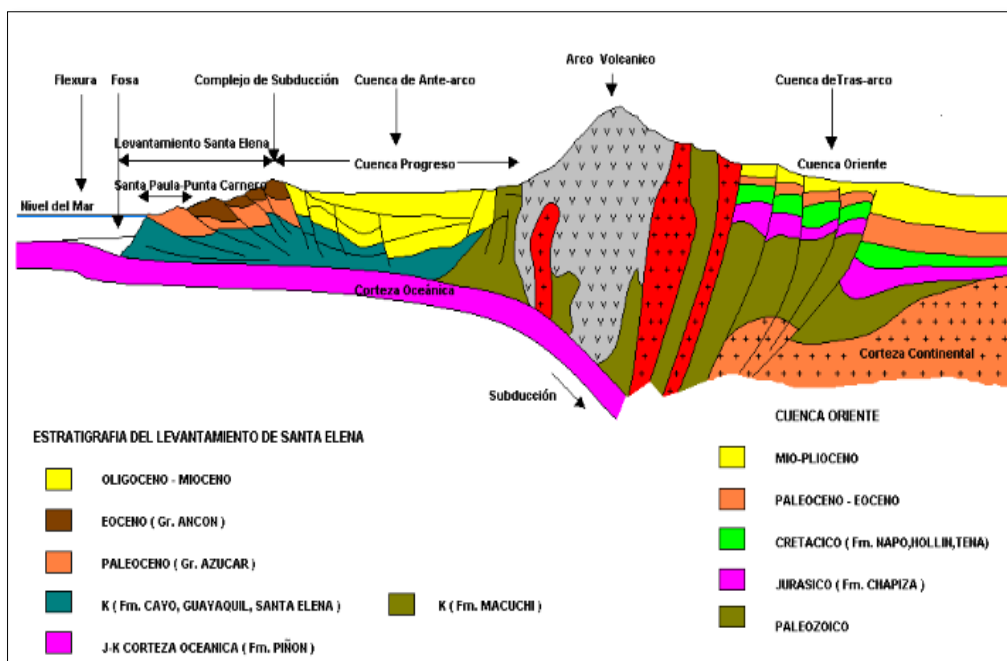 Arco Volcanico
Flexura Fosa Complejo de Subducción Cuenca de Ante-arco Cuenca deTras-arco
Levantamiento Santa Elena
Cuenca Progreso Cuenca Oriente
Santa Paula-Punta Carnero
Nivel del Mar
Corteza Oceánica
Corteza Continental
Subducción
ESTRATIGRAFIA DEL LEVANTAMIENTO DE SANTA ELENA
OLIGOCENO - MIOCENO
EOCENO ( Gr. ANCON )
PALEOCENO ( Gr. AZUCAR )
K ( Fm. CAYO, GUAYAQUIL, SANTA ELENA )
K ( Fm. MACUCHI )
J-K CORTEZA OCEANICA ( Fm. PIÑON )
CUENCA ORIENTE
MIO-PLIOCENO
PALEOCENO - EOCENO
CRETACICO ( Fm. NAPO,HOLLIN,TENA)
JURASICO ( Fm. CHAPIZA )
PALEOZOICO